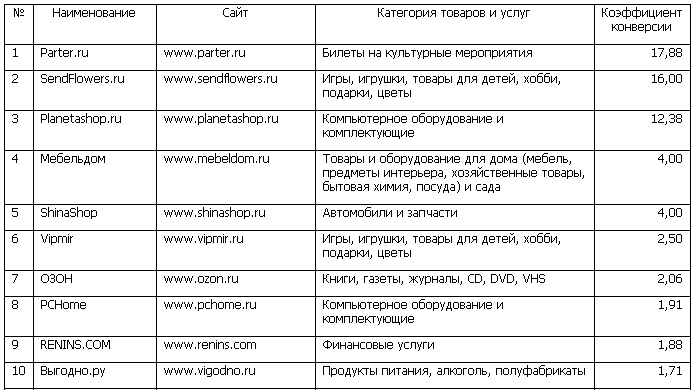 № Наименование Сайт Категория товаров и услуг Коэффициент
конверсии
1 Parter.ru www.parter.ru Билеты на культурные мероприятия 17,88
2 SendFlowers.ru www.sendflowers.ru Игры, игрушки, товары для детей, хобби, 16,00
подарки, цветы
3 Planetashop.ru www.planetashop.ru Компьютерное оборудование и 12,38
комплектующие
4 Мебельдом www.mebeldom.ru Товары и оборудование для дома (мебель, 4,00
предметы интерьера, хозяйственные товары,
бытовая химия, посуда) и сада
5 ShinaShop www.shinashop.ru Автомобили и запчасти 4,00
6 Vipmir www.vipmir.ru Игры, игрушки, товары для детей, хобби, 2,50
подарки, цветы
7 ОЗОН www.ozon.ru Книги, газеты, журналы, CD, DVD, VHS 2,06
8 PCHome www.pchome.ru Компьютерное оборудование и 1,91
комплектующие
9 RENINS.COM www.renins.com Финансовые услуги 1,88
10 Выгодно.ру www.vigodno.ru Продукты питания, алкоголь, полуфабрикаты 1,71